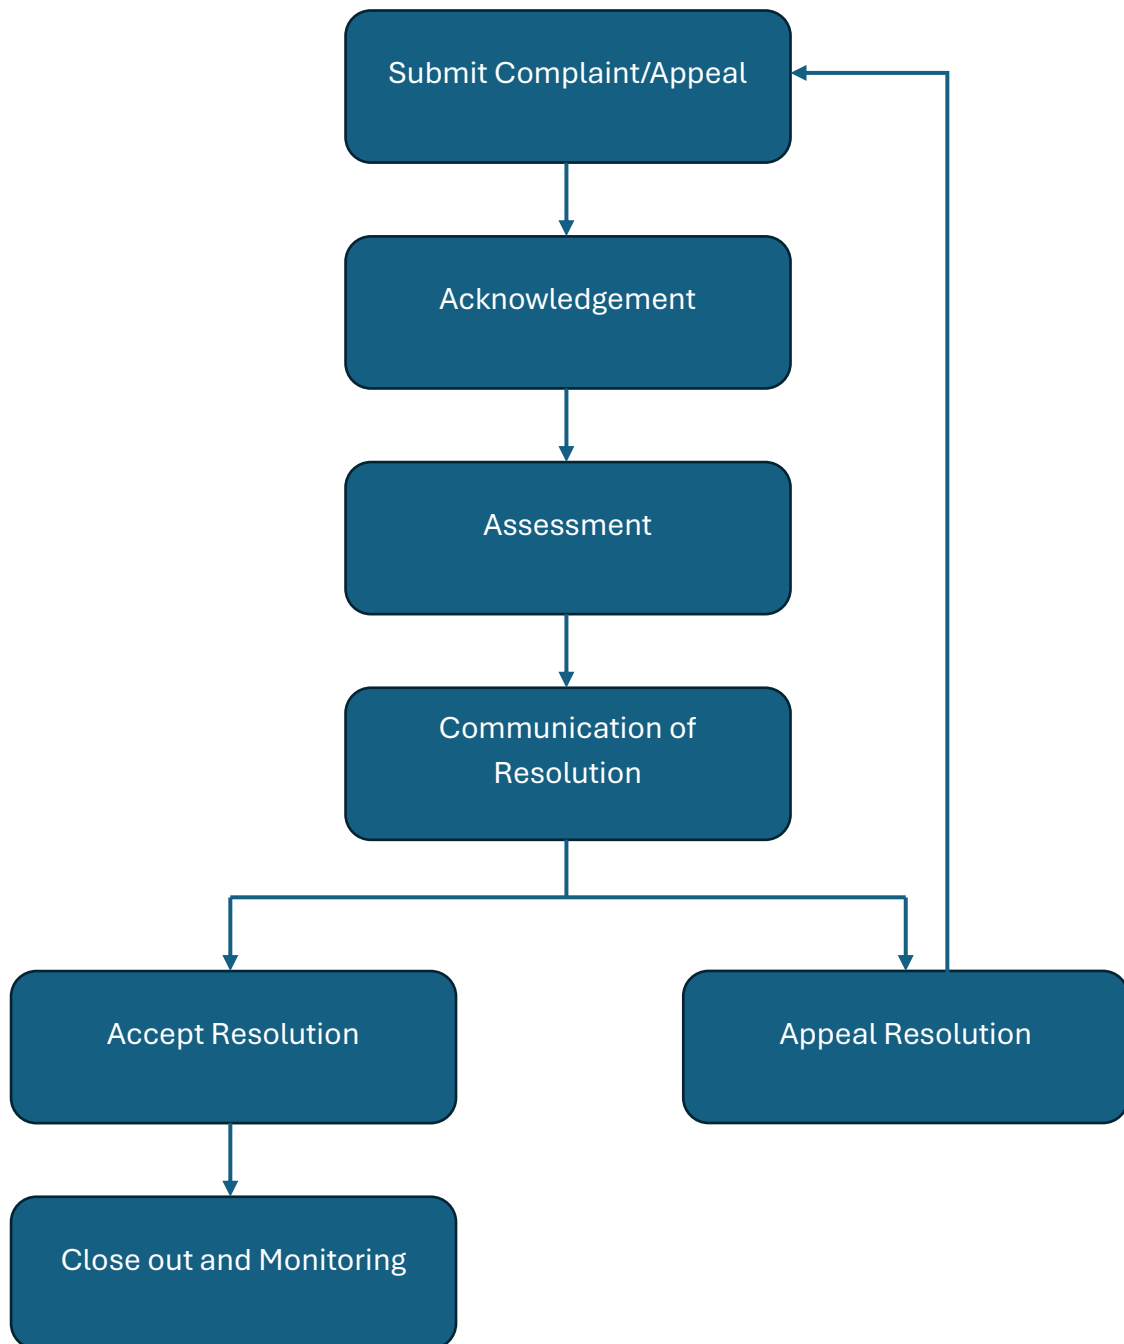 Submit Complaint/Appeal
Acknowledgement
Assessment
Communication of
Resolution
Accept Resolution
Appeal Resolution
Close out and Monitoring